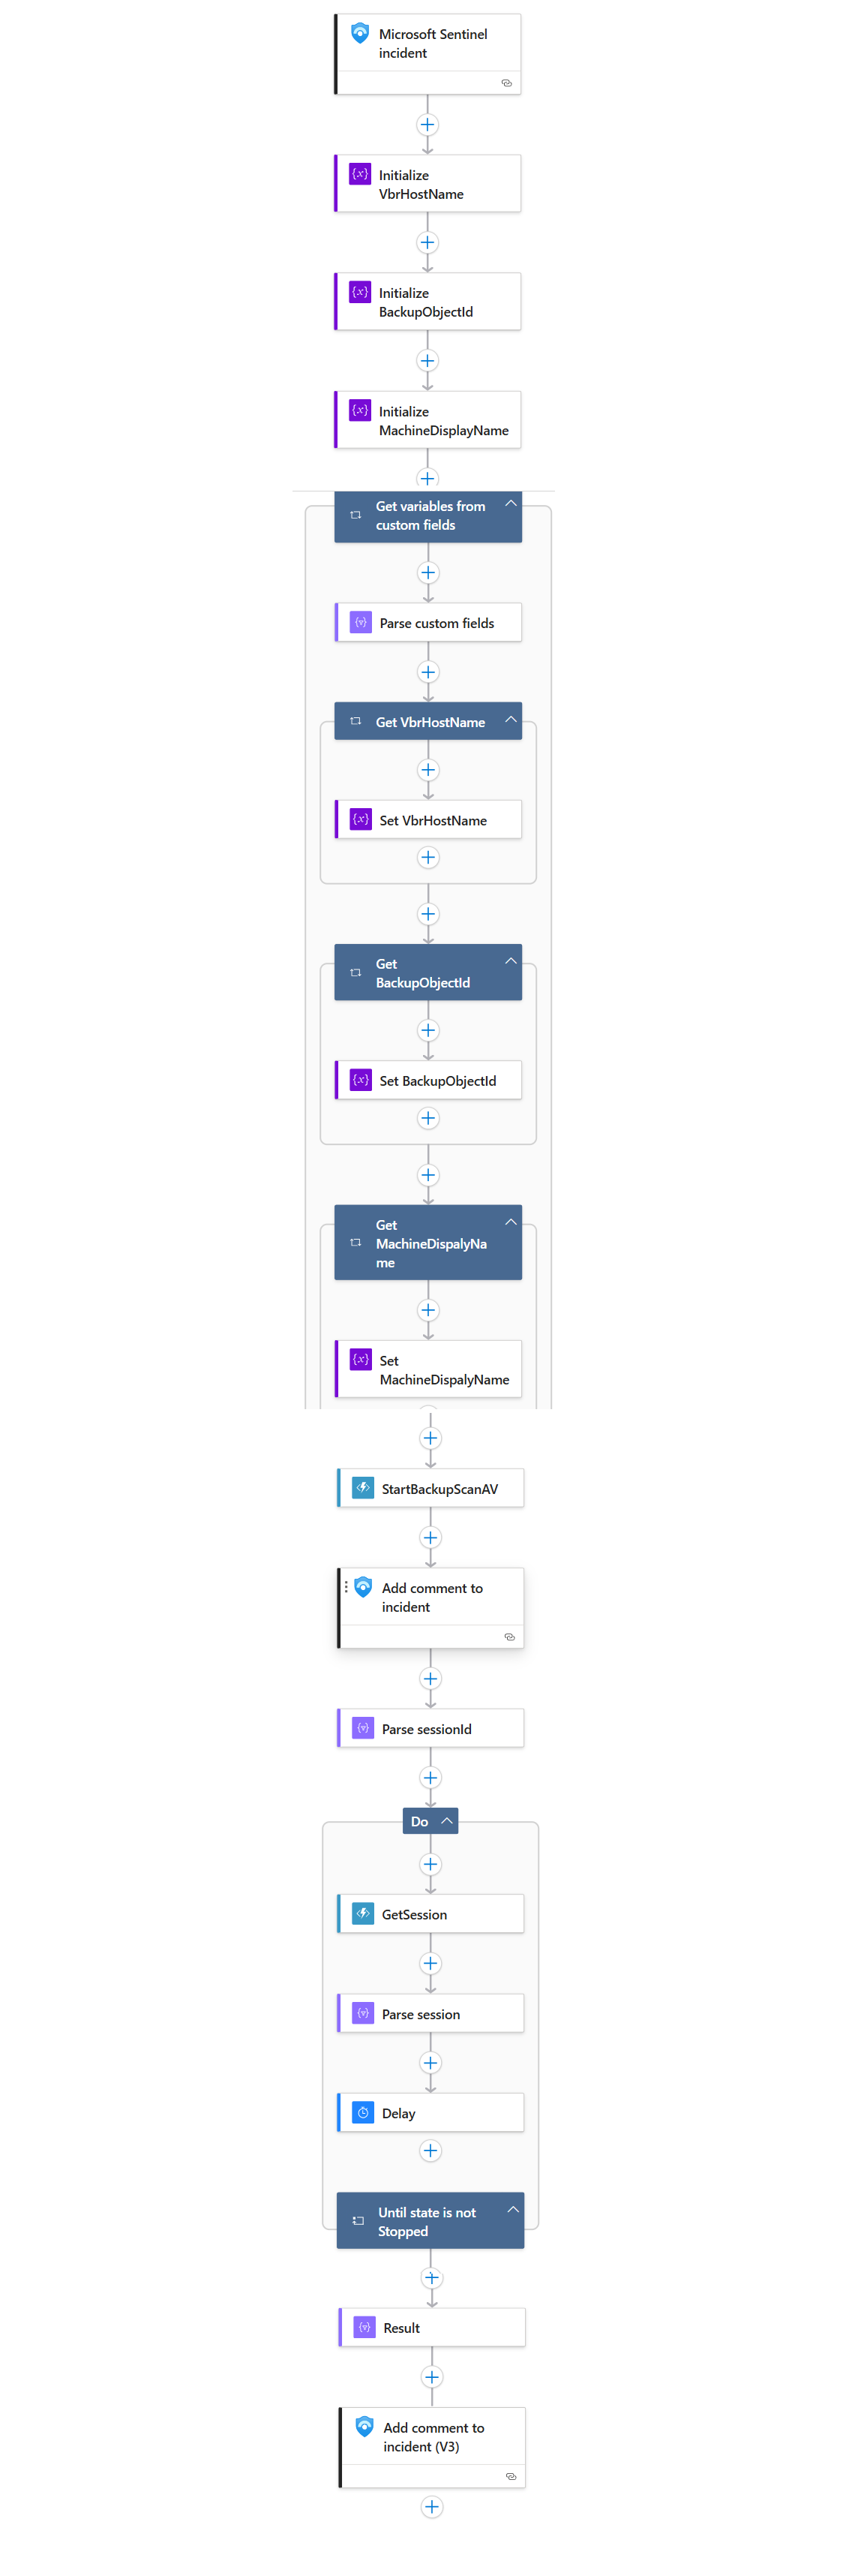 Microsoft Sentinel
incident
Initialize
VbrHostName
Initialize
BackupObjectId
Initialize
MachineDisplayName
Get variables from
custom fields
Parse custom fields
Get VbrHostName
Set VbrHostName
Get
BackupObjectId
Set BackupObjectId
Get
MachineDispalyNa
me
Set
MachineDispalyName
StartBackupScanAV
Add comment to
incident
Parse sessionId
Do
GetSession
Parse session
Delay
Until state is not
Stopped
Result
Add comment to
incident (V3)